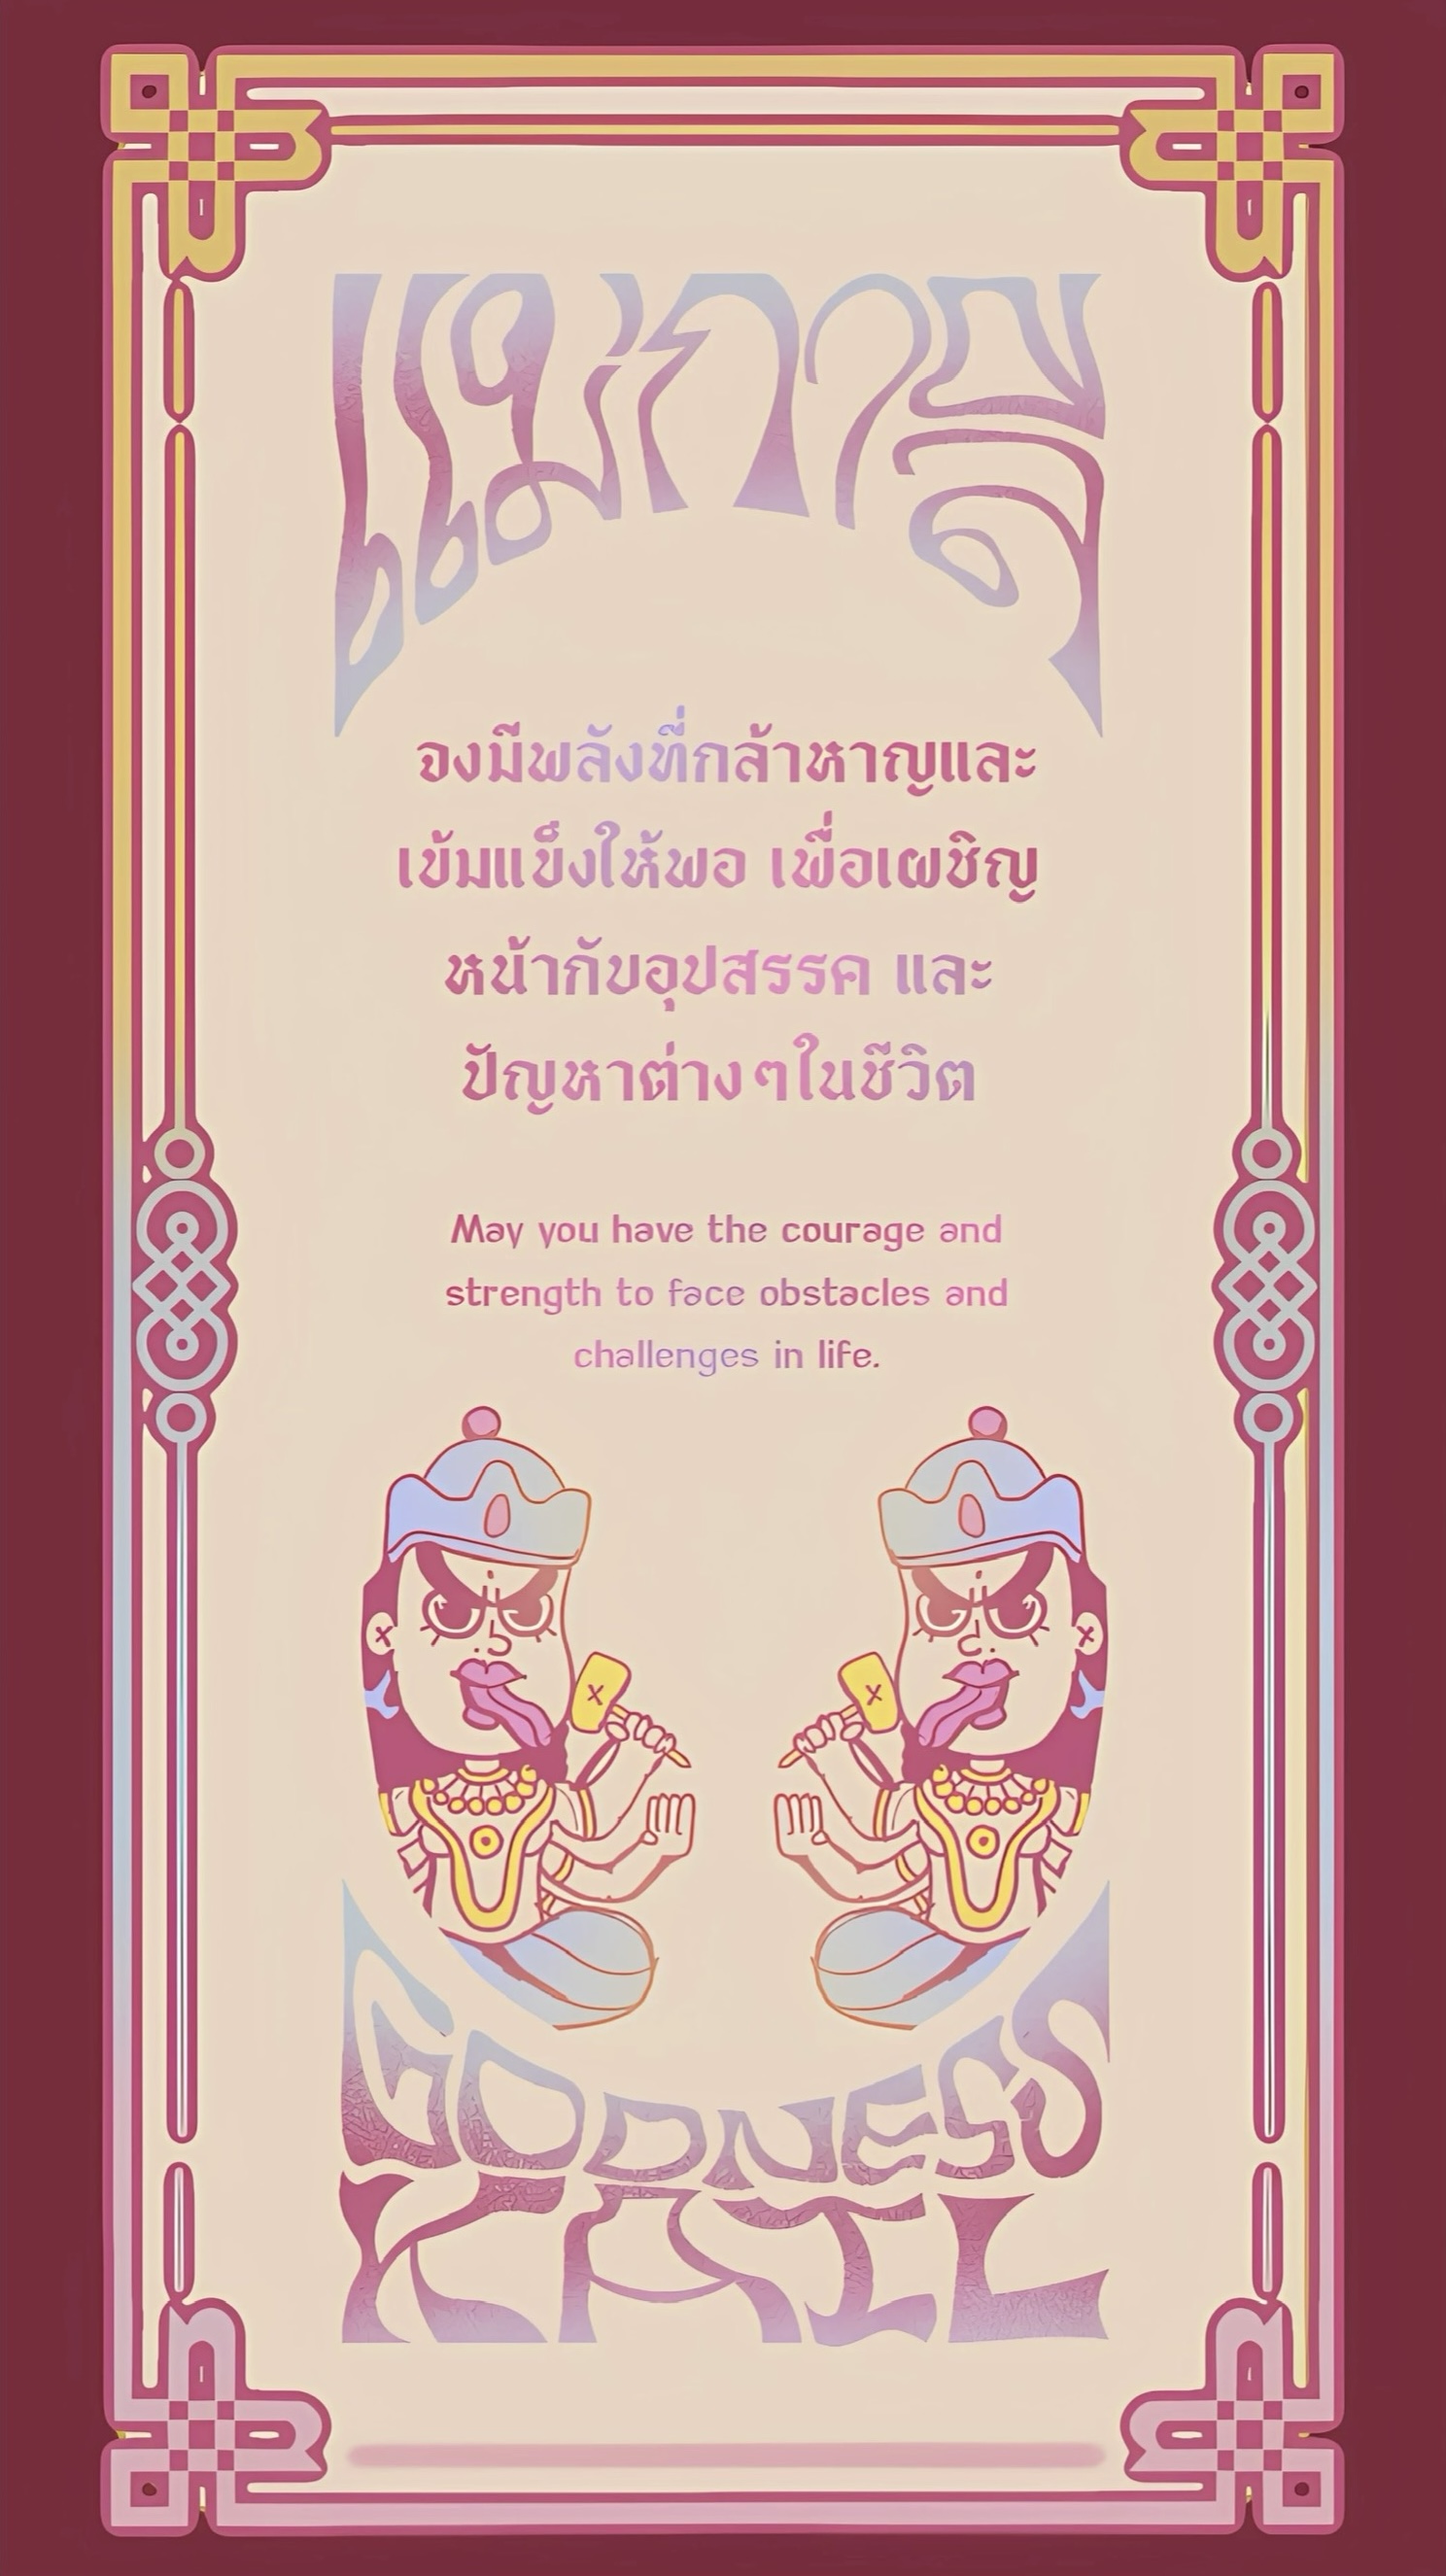 แม่กาลี
จงมีพลังที่กล้าหาญและ
เข้มแข็งให้พอ เพื่อเผชิญ
หน้ากับอุปสรรค และ
ปัญหาต่างๆในชีวิต
May you have the courage and
strength to face obstacles and
challenges in life.
GODNESS
KAIL